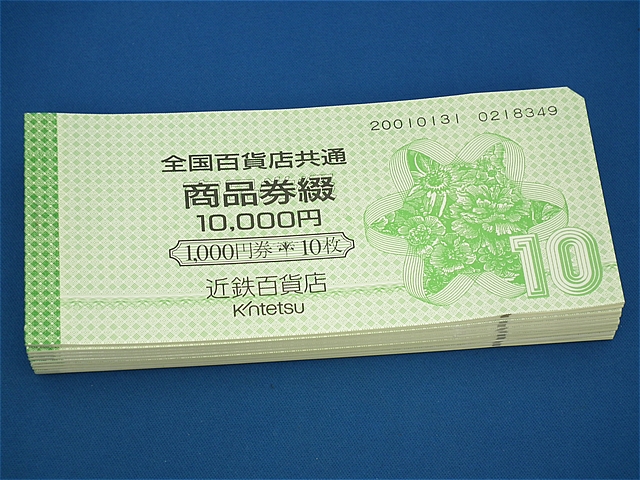 20010131 0218349
全国百貨店共通
商品券綴
10,000円
1,000円券＊10枚
近鉄百貨店
Kintetsu
10